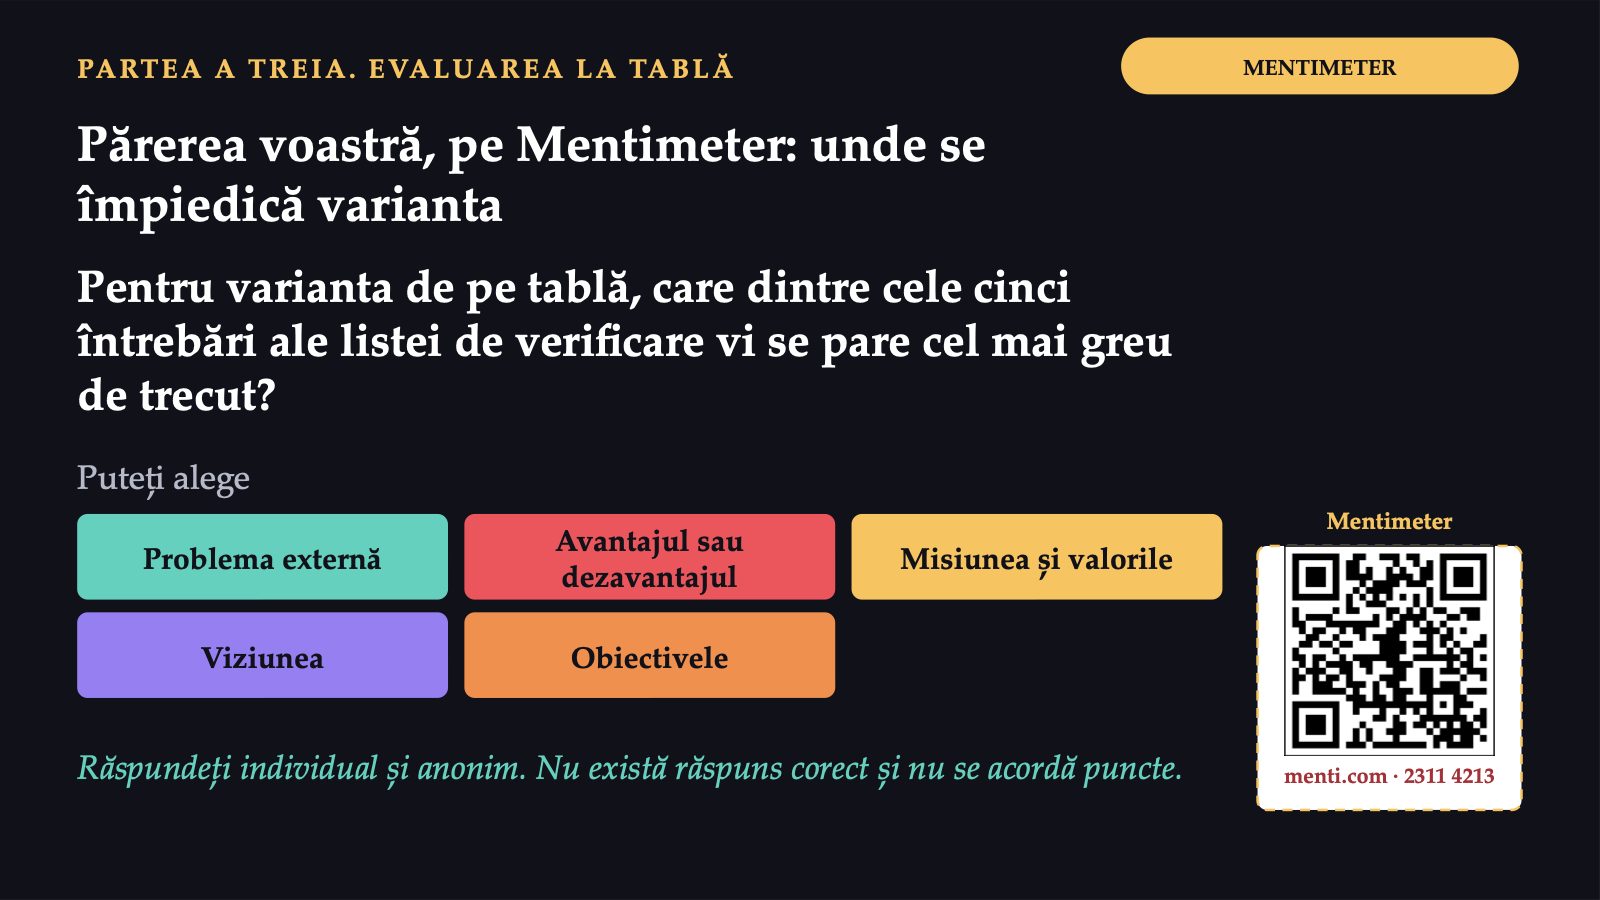 PARTEA A TREIA. EVALUAREA LA TABLĂ
MENTIMETER
Părerea voastră, pe Mentimeter: unde se
împiedică varianta
Pentru varianta de pe tablă, care dintre cele cinci
întrebări ale listei de verificare vi se pare cel mai greu
de trecut?
Puteți alege
Problema externă
Avantajul sau
dezavantajul
Misiunea și valorile
Viziunea
Obiectivele
Mentimeter
menti.com · 2311 4213
Răspundeți individual și anonim. Nu există răspuns corect și nu se acordă puncte.